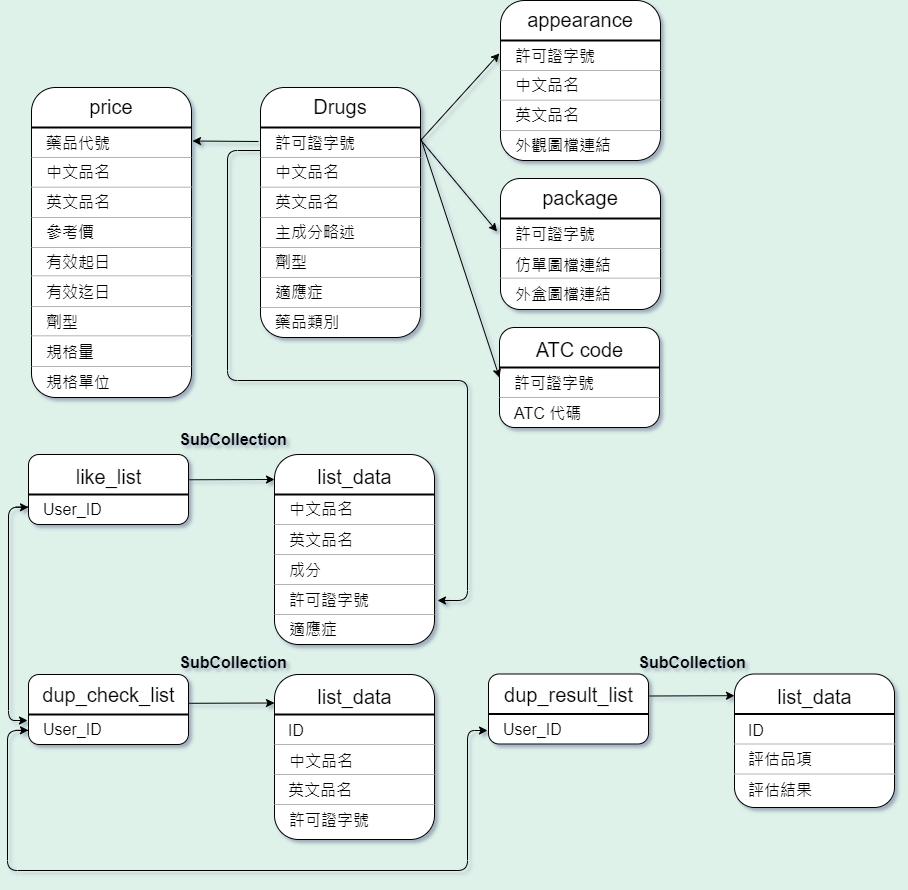 appearance
許可證字號
中文品名
英文品名
外觀圖檔連結
price
藥品代號
中文品名
英文品名
參考價
有效起日
有效迄日
劑型
規格量
規格單位
Drugs
許可證字號
中文品名
英文品名
主成分略述
劑型
適應症
藥品類別
package
許可證字號
仿單圖檔連結
外盒圖檔連結
ATC code
許可證字號
ATC 代碼
SubCollection
like_list
User_ID
list_data
中文品名
英文品名
成分
許可證字號
適應症
SubCollection
dup_check_list
User_ID
list_data
ID
中文品名
英文品名
許可證字號
SubCollection
dup_result_list
User_ID
list_data
ID
評估品項
評估結果